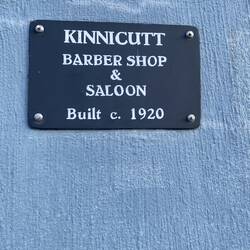 KINNICUTT
BARBER SHOP
&
SALOON
Built c. 1920